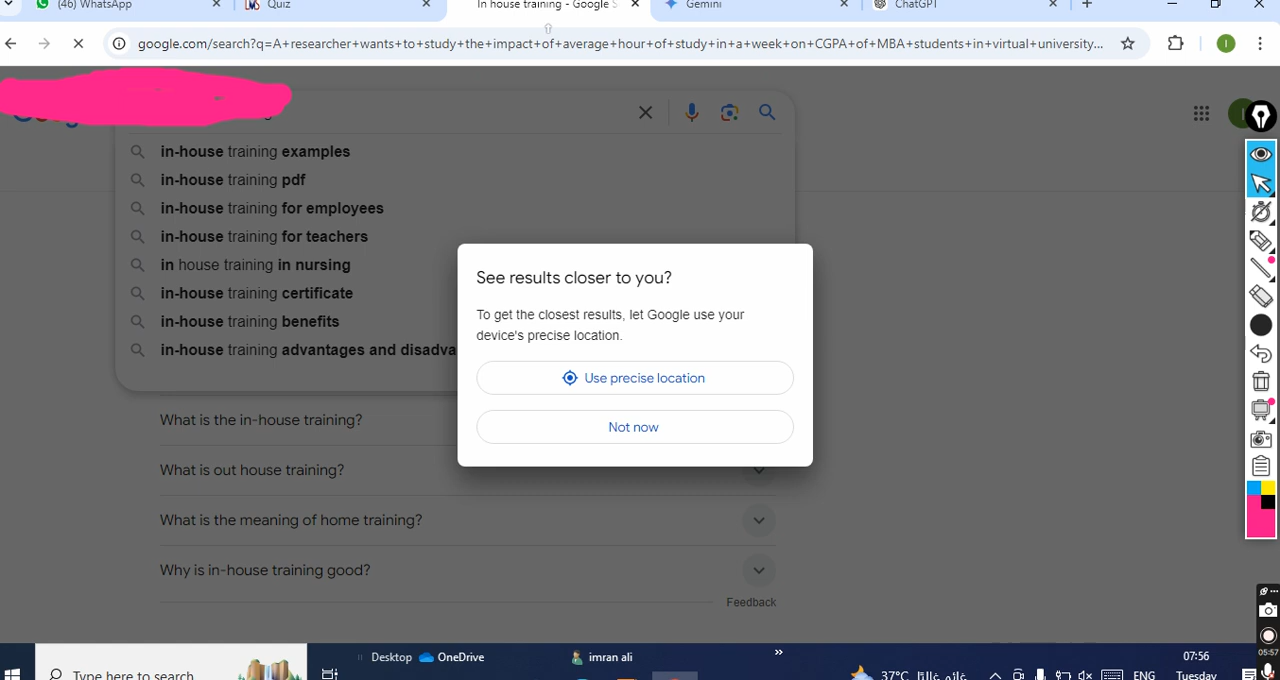 (46) WhatsApp
Quiz
In house training - Google S
Gemini
ChatGPT
google.com/search?q=A+researcher+wants+to+study+the+impact+of+average+hour+of+study+in+a+week+on+CGPA+of+MBA+students+in+virtual+university...
I
in-house training examples
in-house training pdf
in-house training for employees
in-house training for teachers
in house training in nursing
in-house training certificate
in-house training benefits
in-house training advantages and disadva
See results closer to you?
To get the closest results, let Google use your
device's precise location.
Use precise location
Not now
What is the in-house training?
What is out house training?
What is the meaning of home training?
Why is in-house training good?
Feedback
05:57
Desktop
OneDrive
imran ali
»
07:56
Type here to search
37°C
ENG
Tuesday